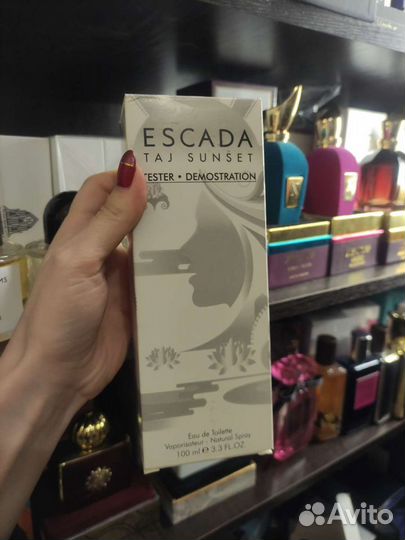 ESCADA
TAJ SUNSET
TESTER • DEMOSTRATION
Eau de Toilette
Vaporisateur - Natural Spray
100 ml ℮ 3.3 FL.OZ.
Avito